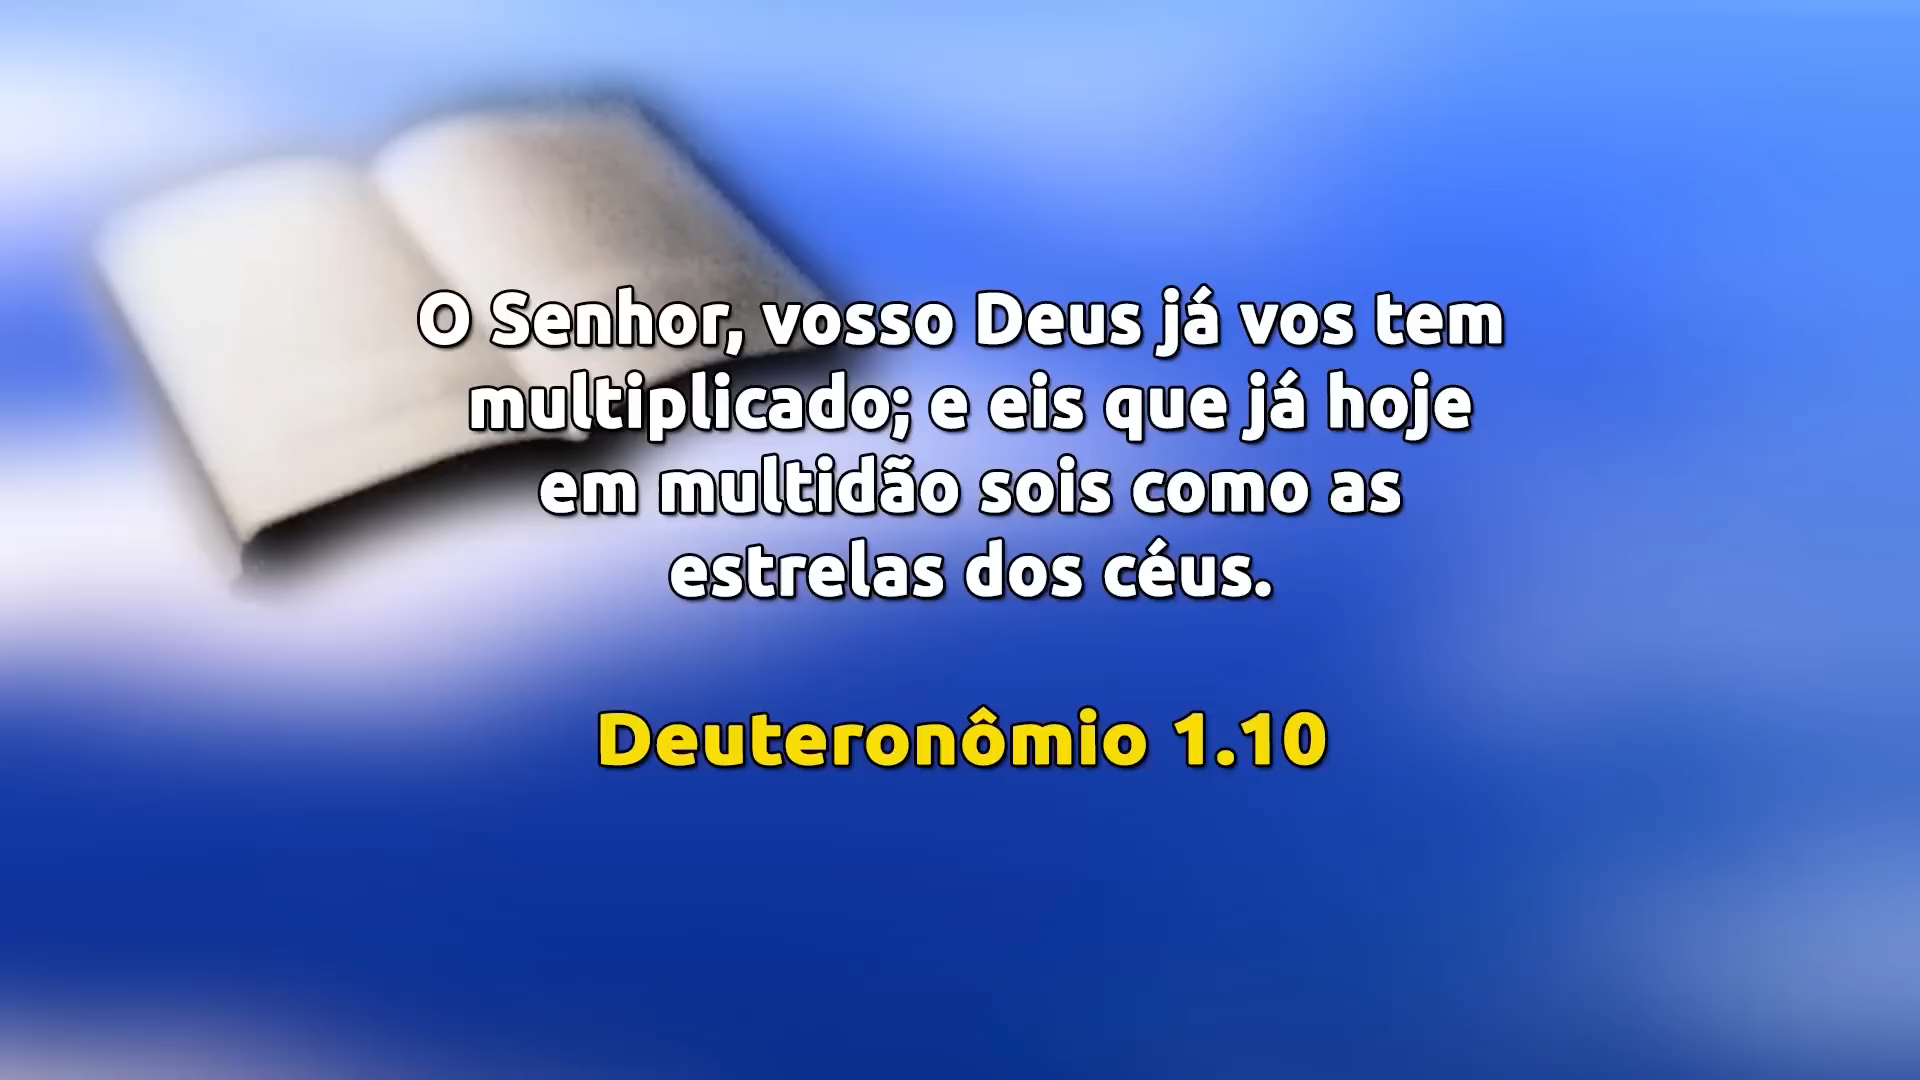 O Senhor, vosso Deus já vos tem
multiplicado; e eis que já hoje
em multidão sois como as
estrelas dos céus.
Deuteronômio 1.10